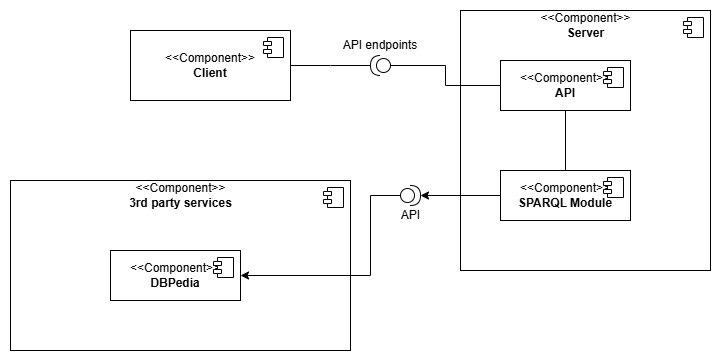 <<Component>>
Server
API endpoints
<<Component>>
Client
<<Component>>
API
<<Component>>
3rd party services
<<Component>>
SPARQL Module
API
<<Component>
DBPedia